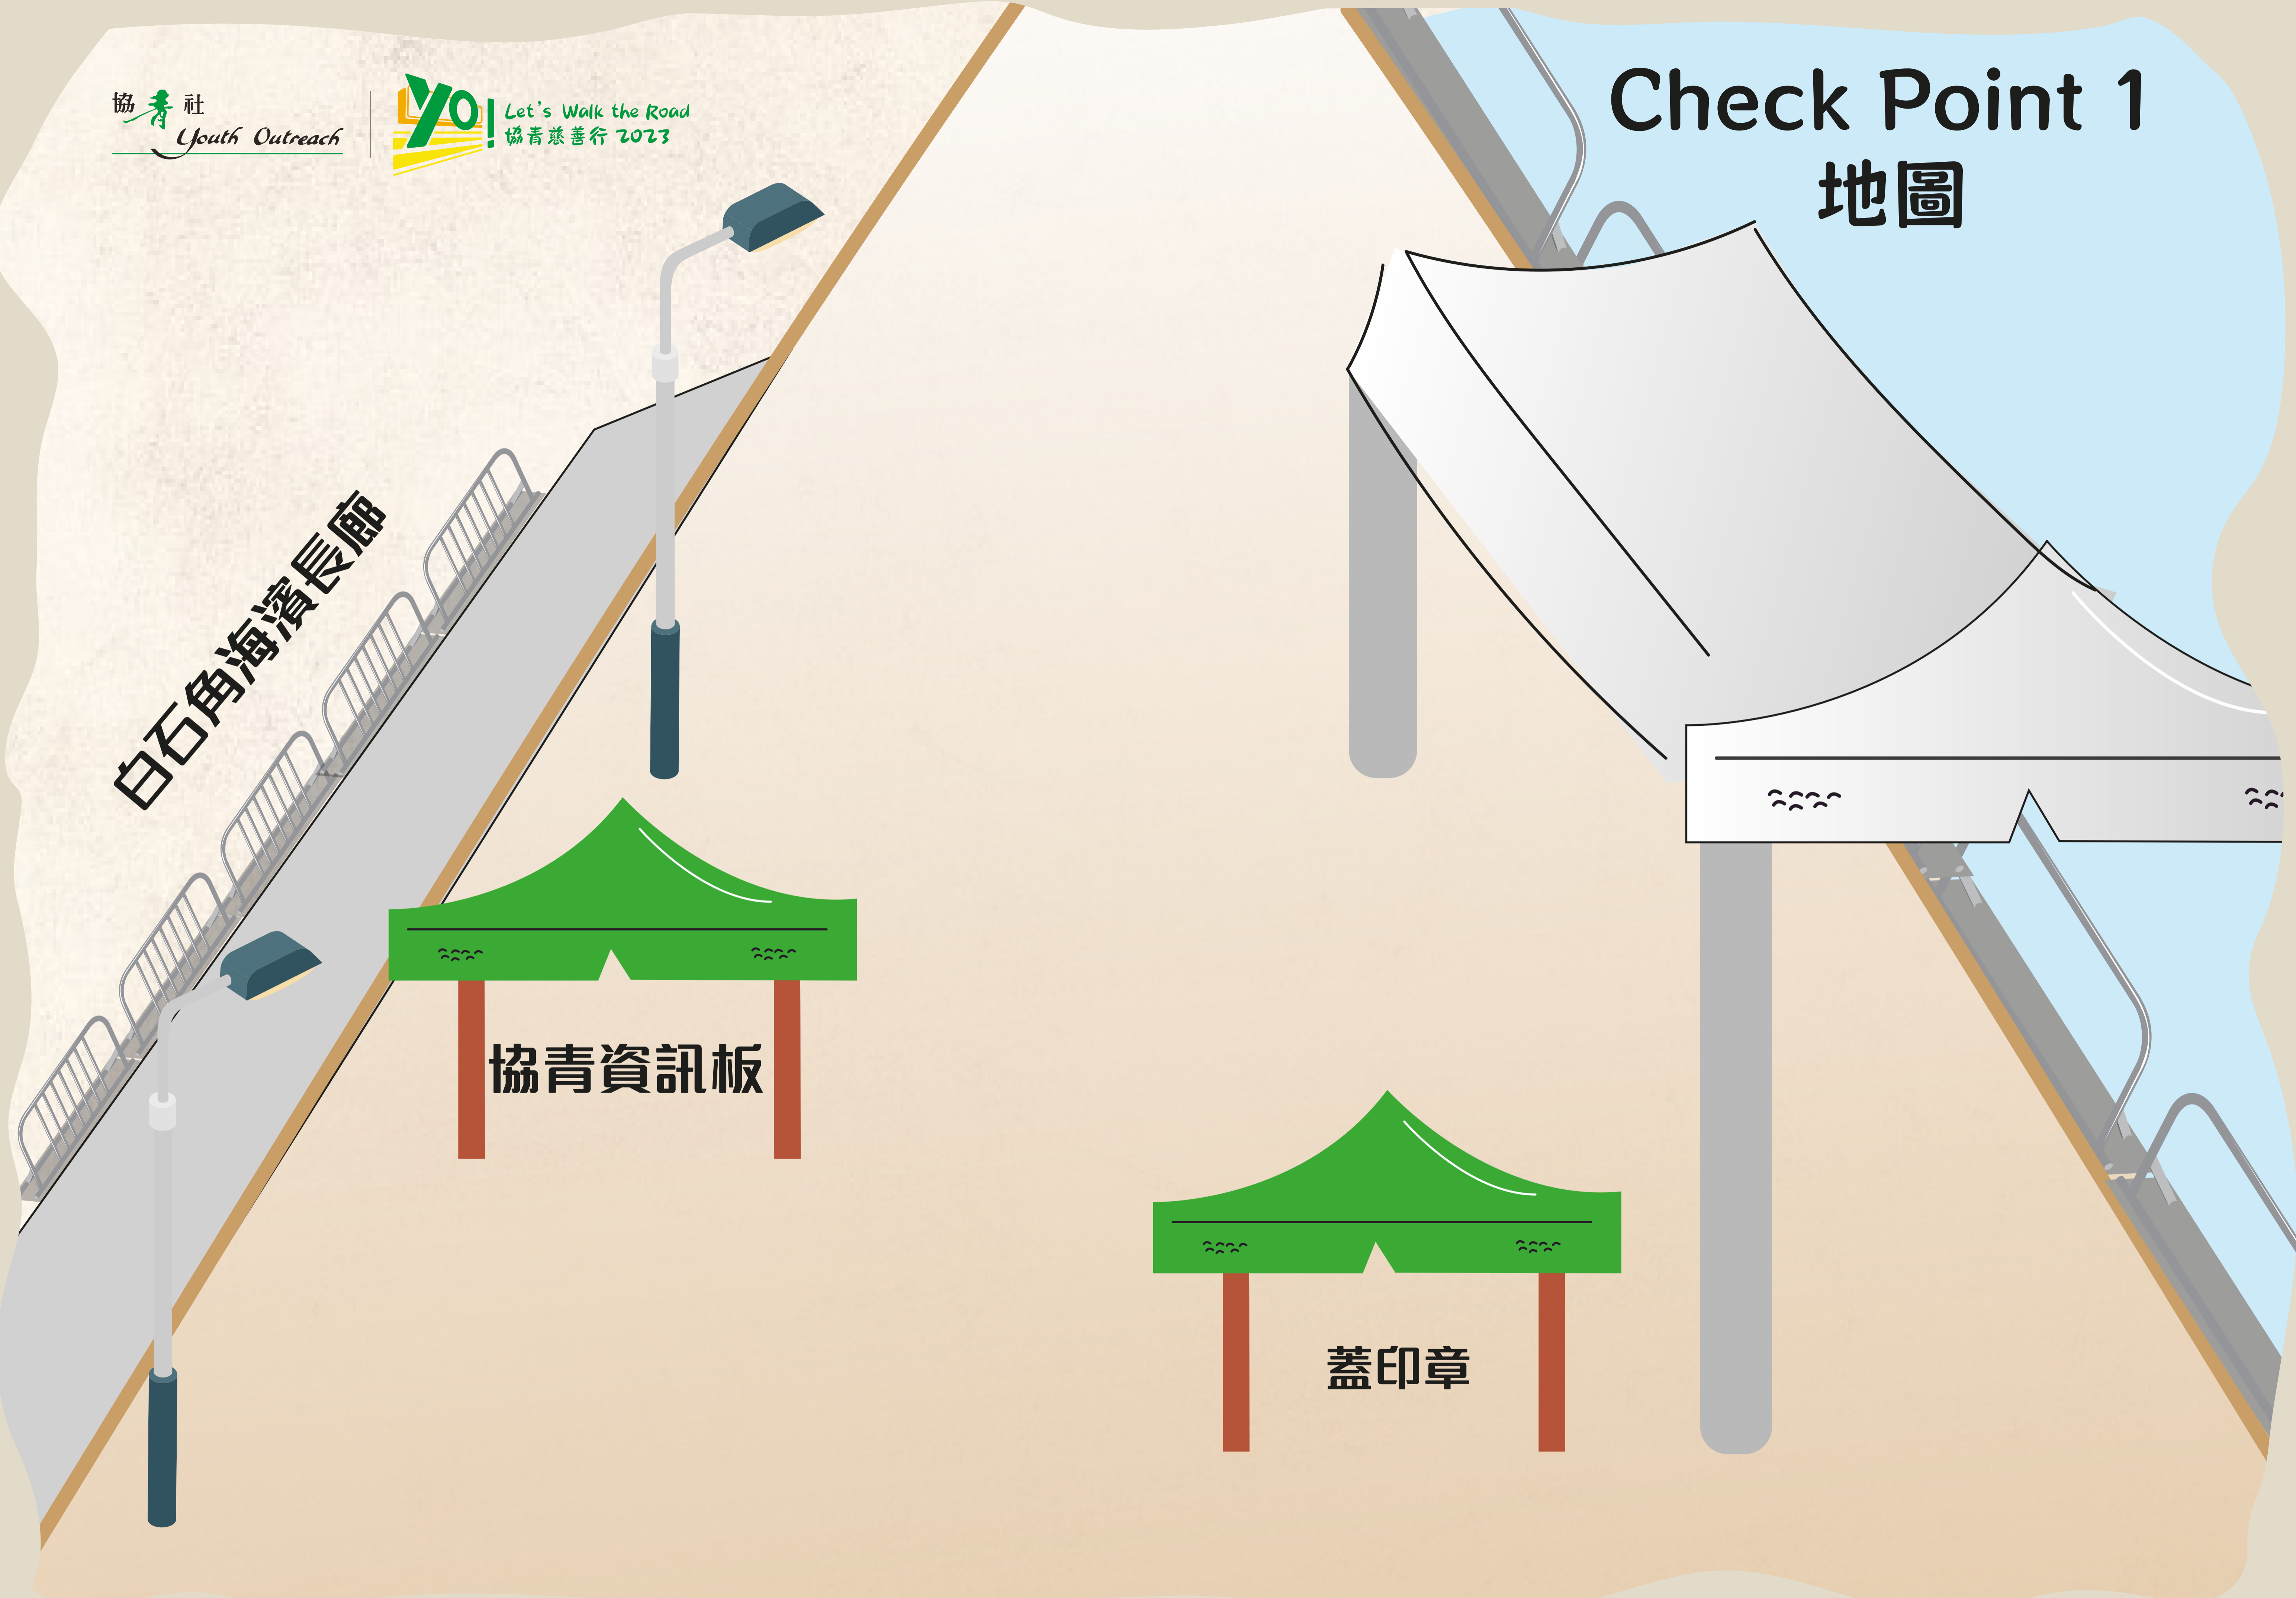 協青社
Youth Outreach
yo!
Let's Walk the Road
協青慈善行 2023
Check Point 1
地圖
白石角海濱長廊
協青資訊板
蓋印章